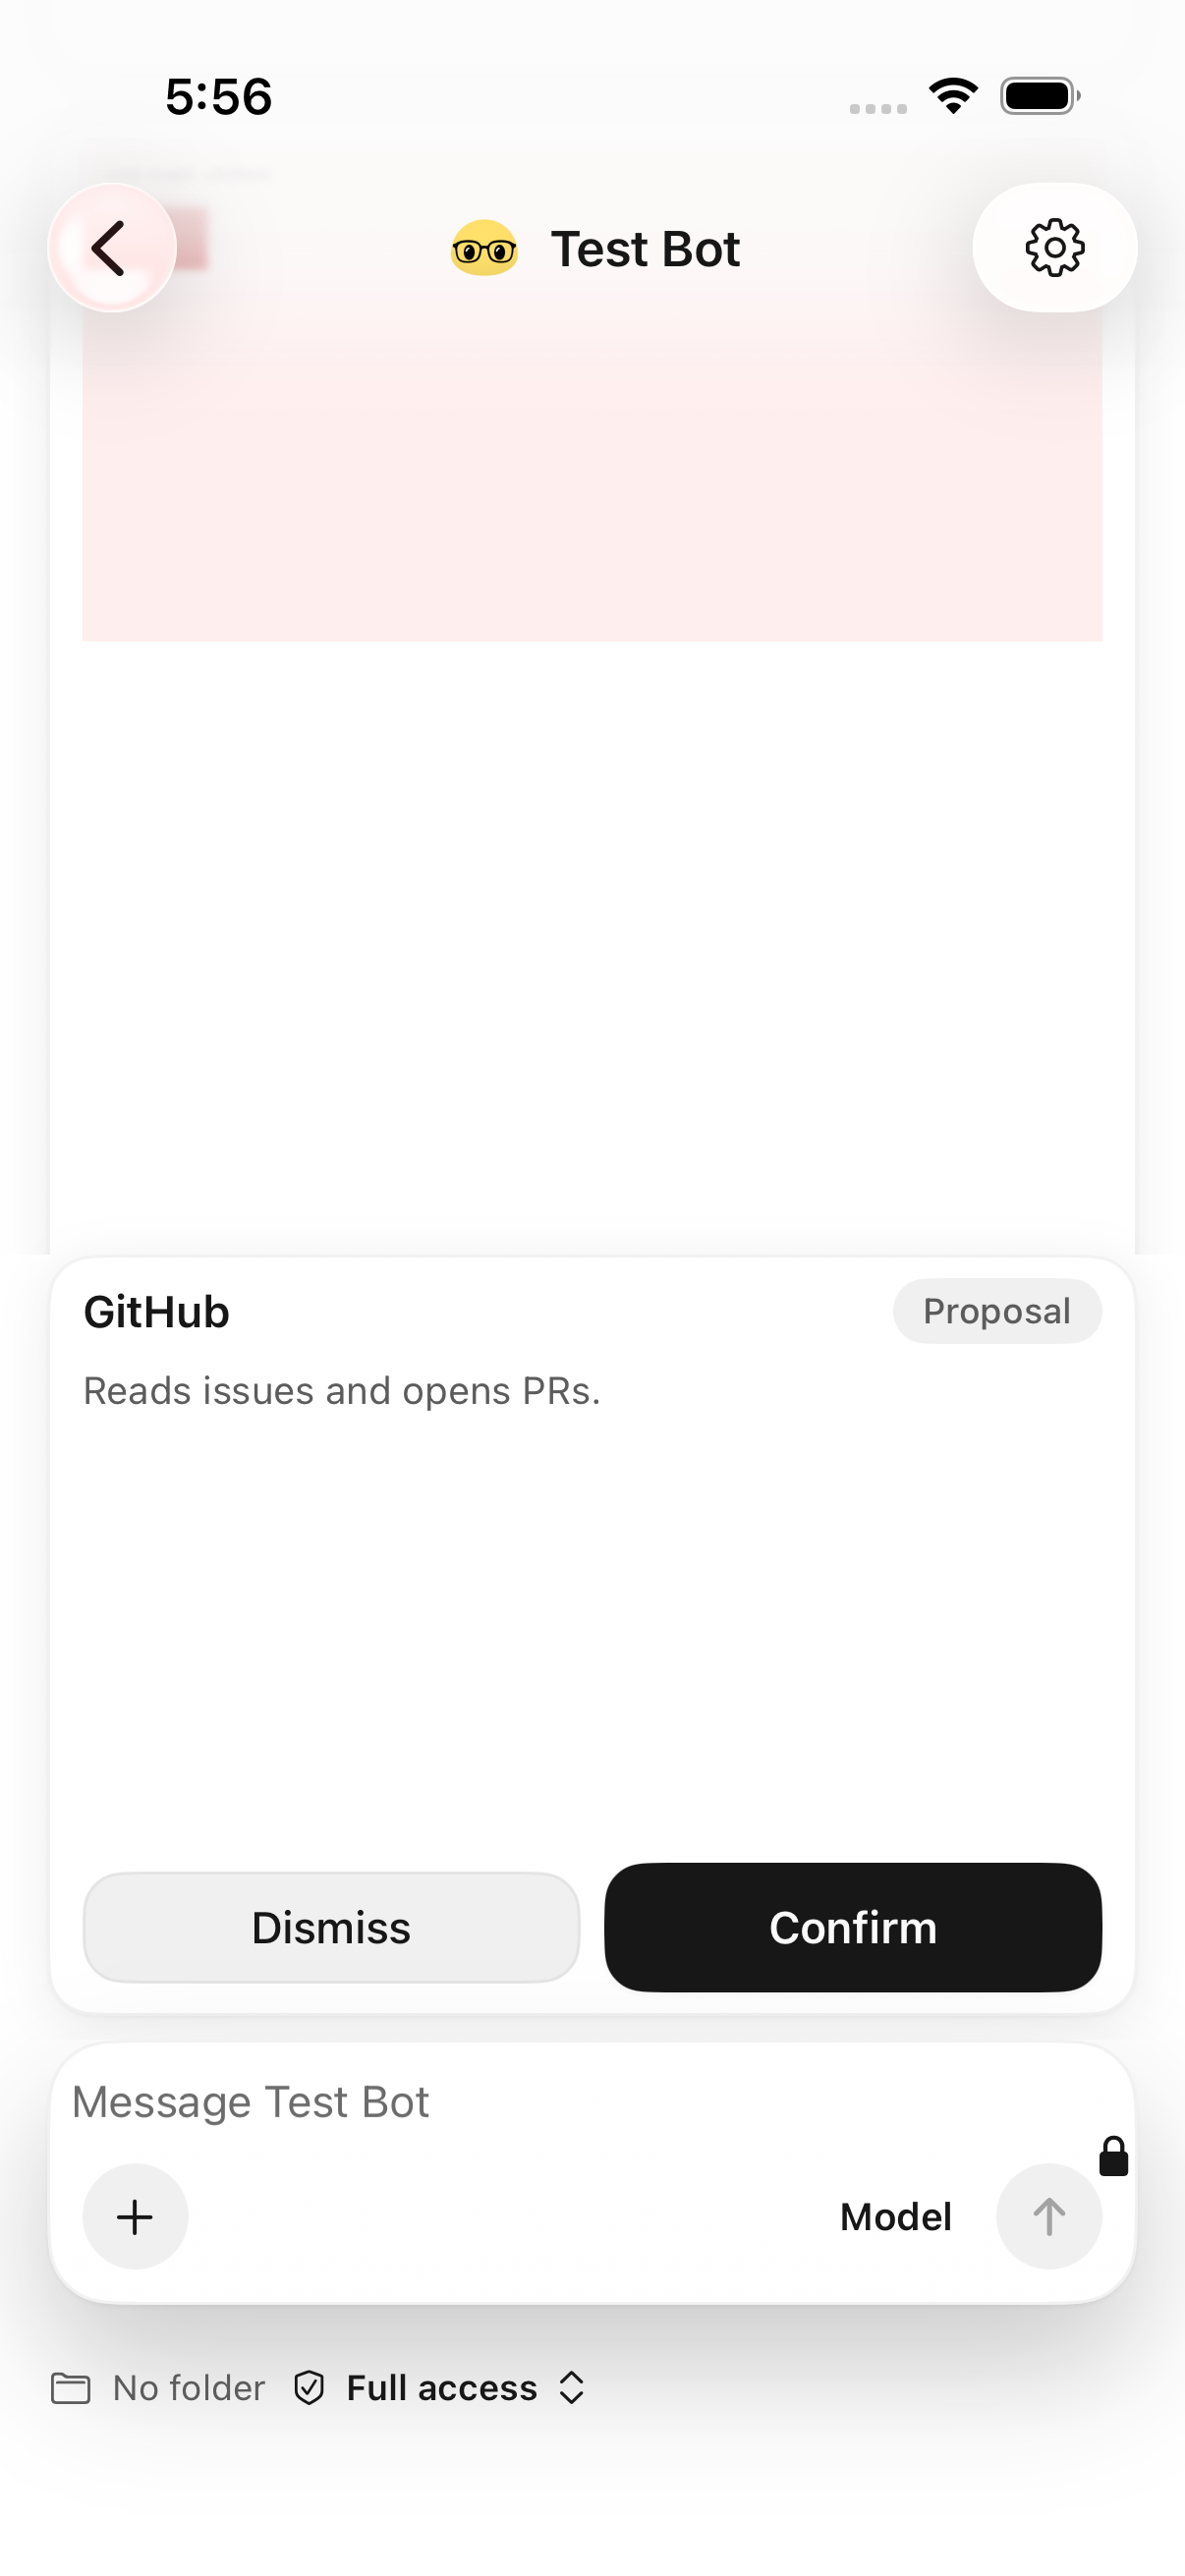 5:56
Test Bot
GitHub
Proposal
Reads issues and opens PRs.
Dismiss
Confirm
Message Test Bot
Model
No folder
Full access